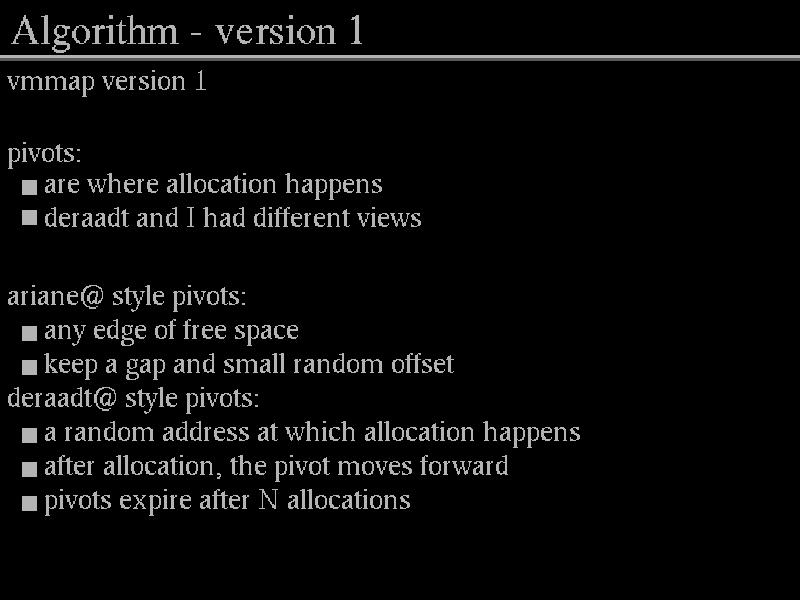 Algorithm - version 1
vmmap version 1
pivots:
are where allocation happens
deraadt and I had different views
ariane@ style pivots:
any edge of free space
keep a gap and small random offset
deraadt@ style pivots:
a random address at which allocation happens
after allocation, the pivot moves forward
pivots expire after N allocations